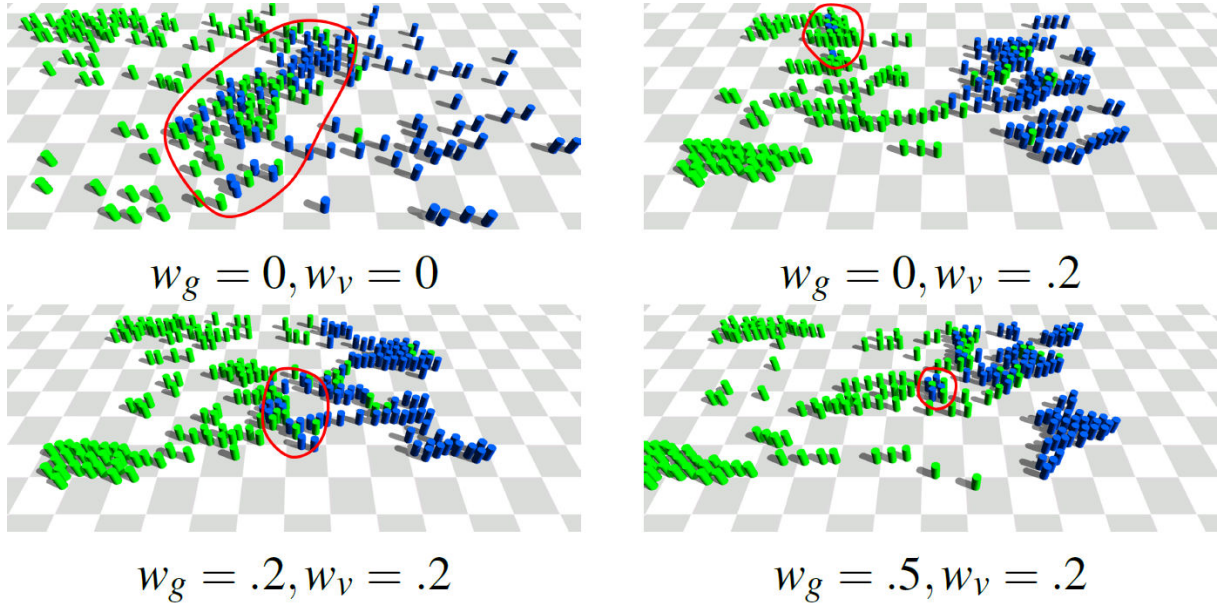 w_g = 0, w_v = 0
w_g = 0, w_v = .2
w_g = .2, w_v = .2
w_g = .5, w_v = .2